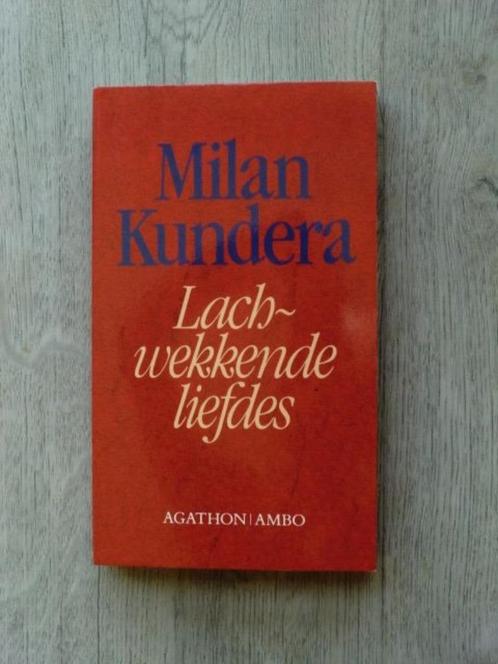 Milan
Kundera
Lach~
wekkende
liefdes
AGATHON|AMBO